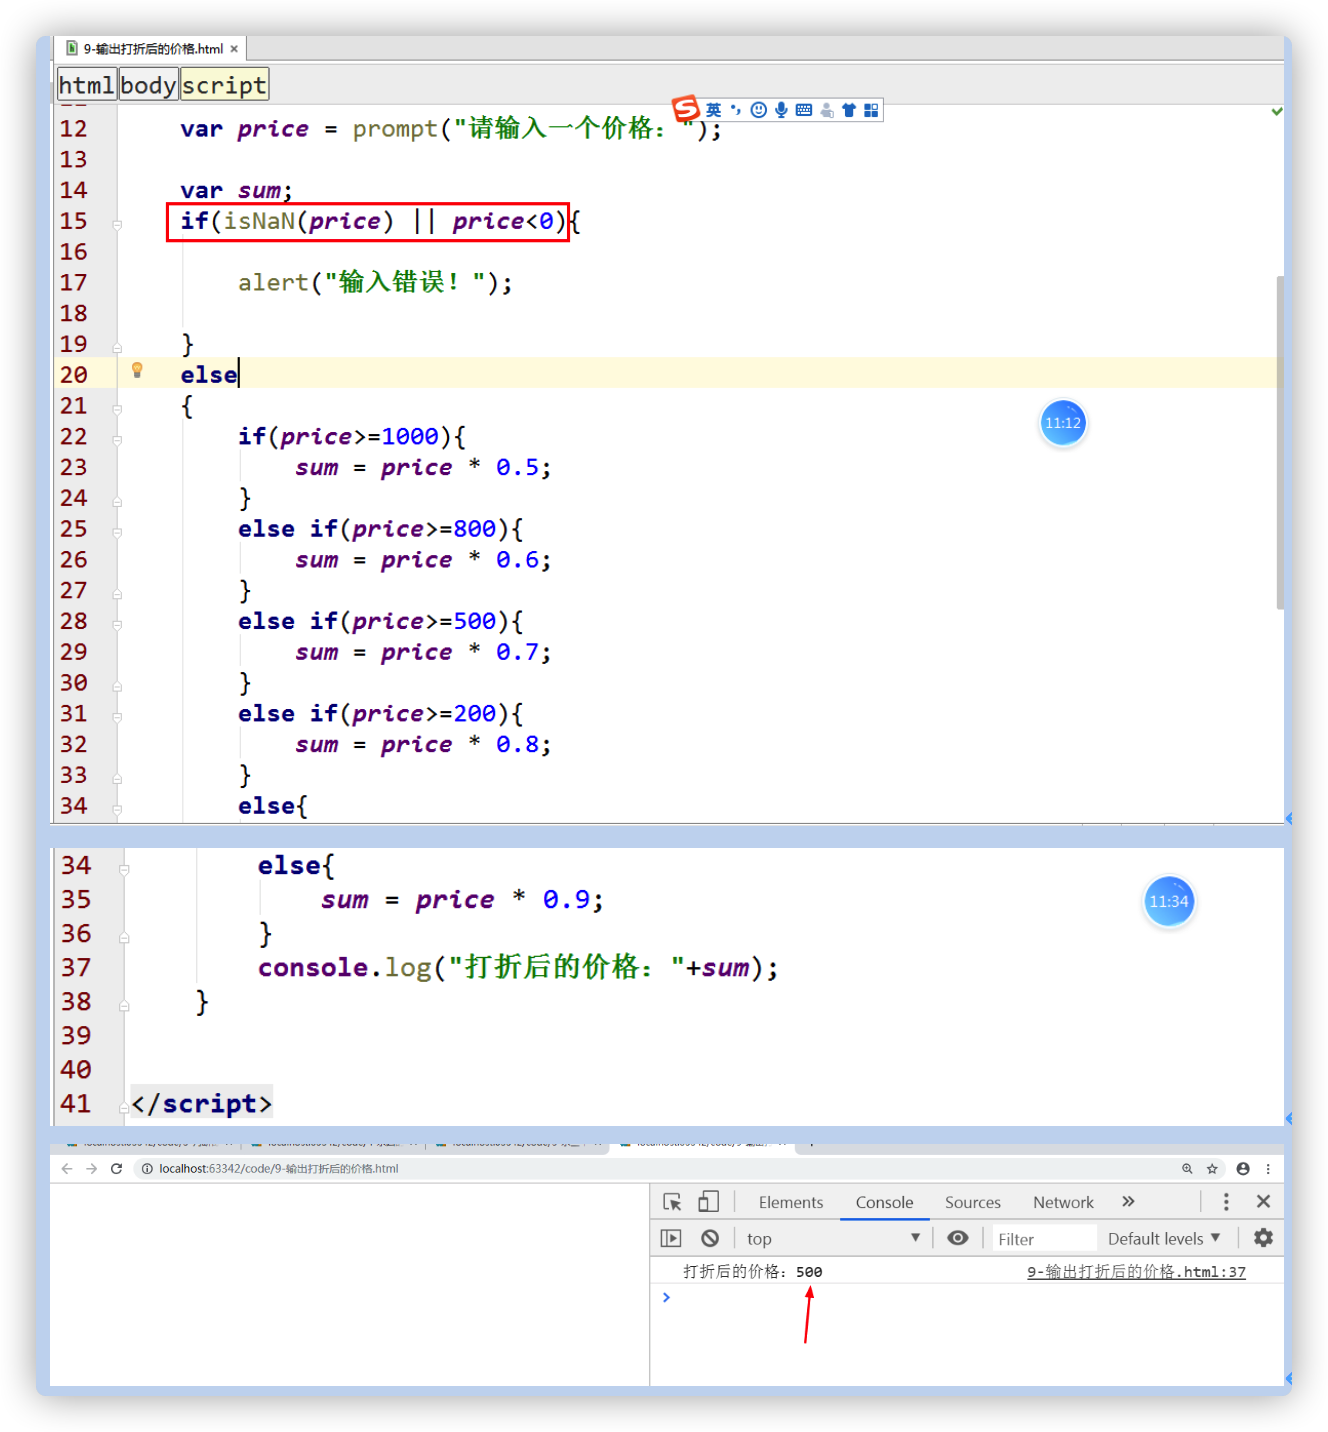 9-输出打折后的价格.html ×
html body script
英
12 var price = prompt("请输入一个价格：");
13
14 var sum;
15 if(isNaN(price) || price<0){
16
17 alert("输入错误！");
18
19 }
20 else
21 {
11:12
22 if(price>=1000){
23 sum = price * 0.5;
24 }
25 else if(price>=800){
26 sum = price * 0.6;
27 }
28 else if(price>=500){
29 sum = price * 0.7;
30 }
31 else if(price>=200){
32 sum = price * 0.8;
33 }
34 else{
34 else{
35 sum = price * 0.9;
11:34
36 }
37 console.log("打折后的价格："+sum);
38 }
39
40
41 </script>
localhost:63342/code/9-输出打折后的价格.html
Elements Console Sources Network »
top Filter Default levels
打折后的价格：500 9-输出打折后的价格.html:37